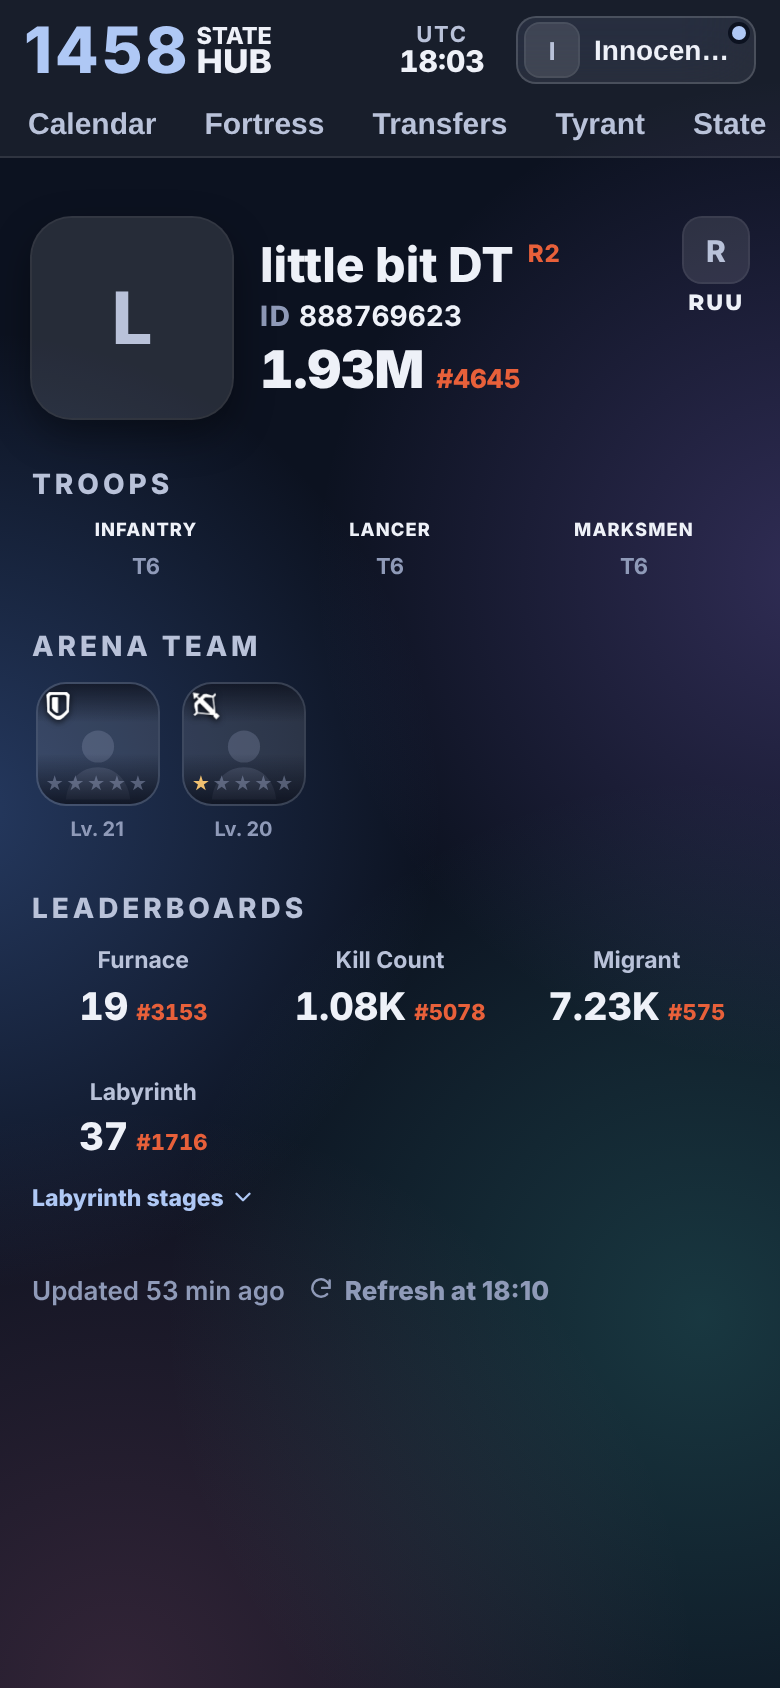 1458 STATE HUB
UTC
18:03
I Innocen...
Calendar Fortress Transfers Tyrant State
L
little bit DT R2
ID 888769623
1.93M #4645
R
RUU
TROOPS
INFANTRY LANCER MARKSMEN
T6 T6 T6
ARENA TEAM
Lv. 21 Lv. 20
LEADERBOARDS
Furnace Kill Count Migrant
19 #3153 1.08K #5078 7.23K #575
Labyrinth
37 #1716
Labyrinth stages
Updated 53 min ago Refresh at 18:10